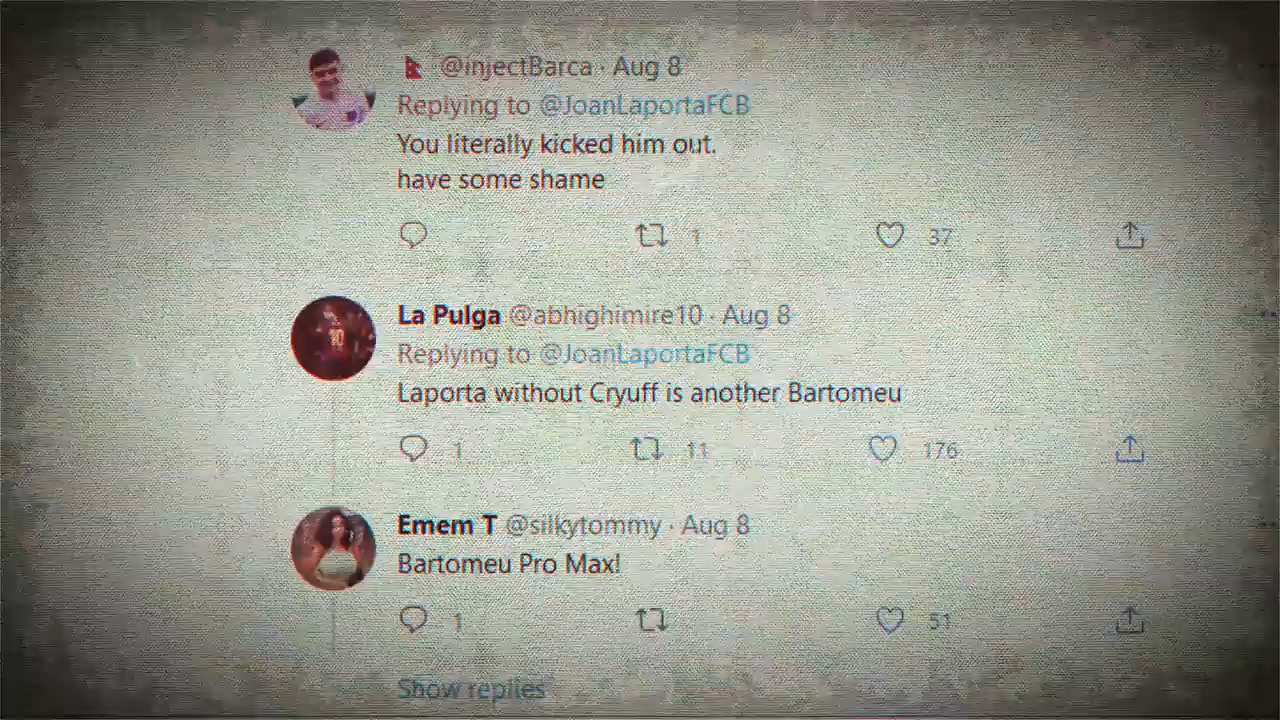 @injectBarca · Aug 8
Replying to @JoanLaportaFCB
You literally kicked him out.
have some shame
1 37
La Pulga @abhighimire10 · Aug 8
Replying to @JoanLaportaFCB
Laporta without Cryuff is another Bartomeu
1 11 176
Emem T @silkytommy · Aug 8
Bartomeu Pro Max!
1 51
Show replies